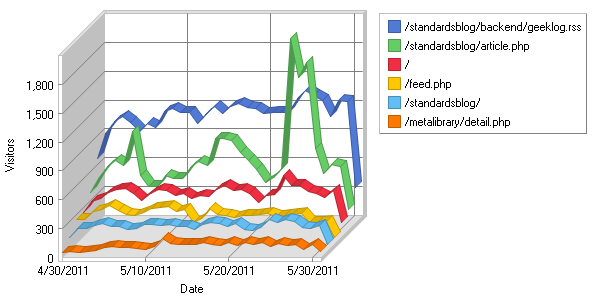 /standardsblog/backend/geeklog.rss
/standardsblog/article.php
/
/feed.php
/standardsblog/
/metalibrary/detail.php
Visitors
1,800
1,500
1,200
900
600
300
0
4/30/2011 5/10/2011 5/20/2011 5/30/2011
Date